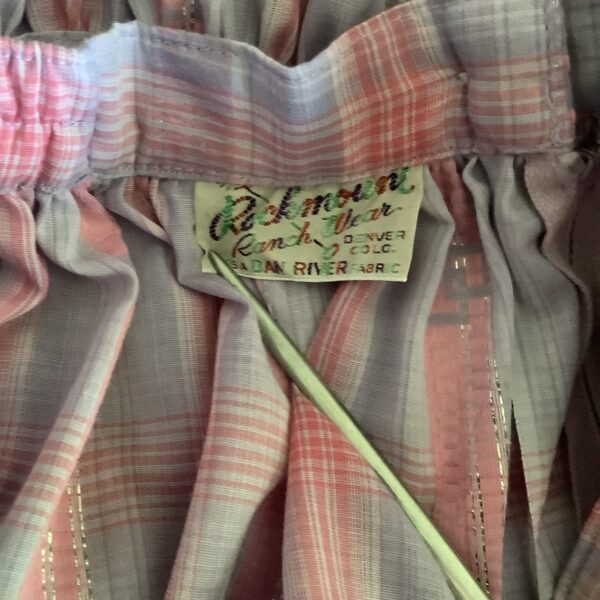 Rockmount
Ranch Wear
DENVER
COLO.
A DAN RIVER FABRIC